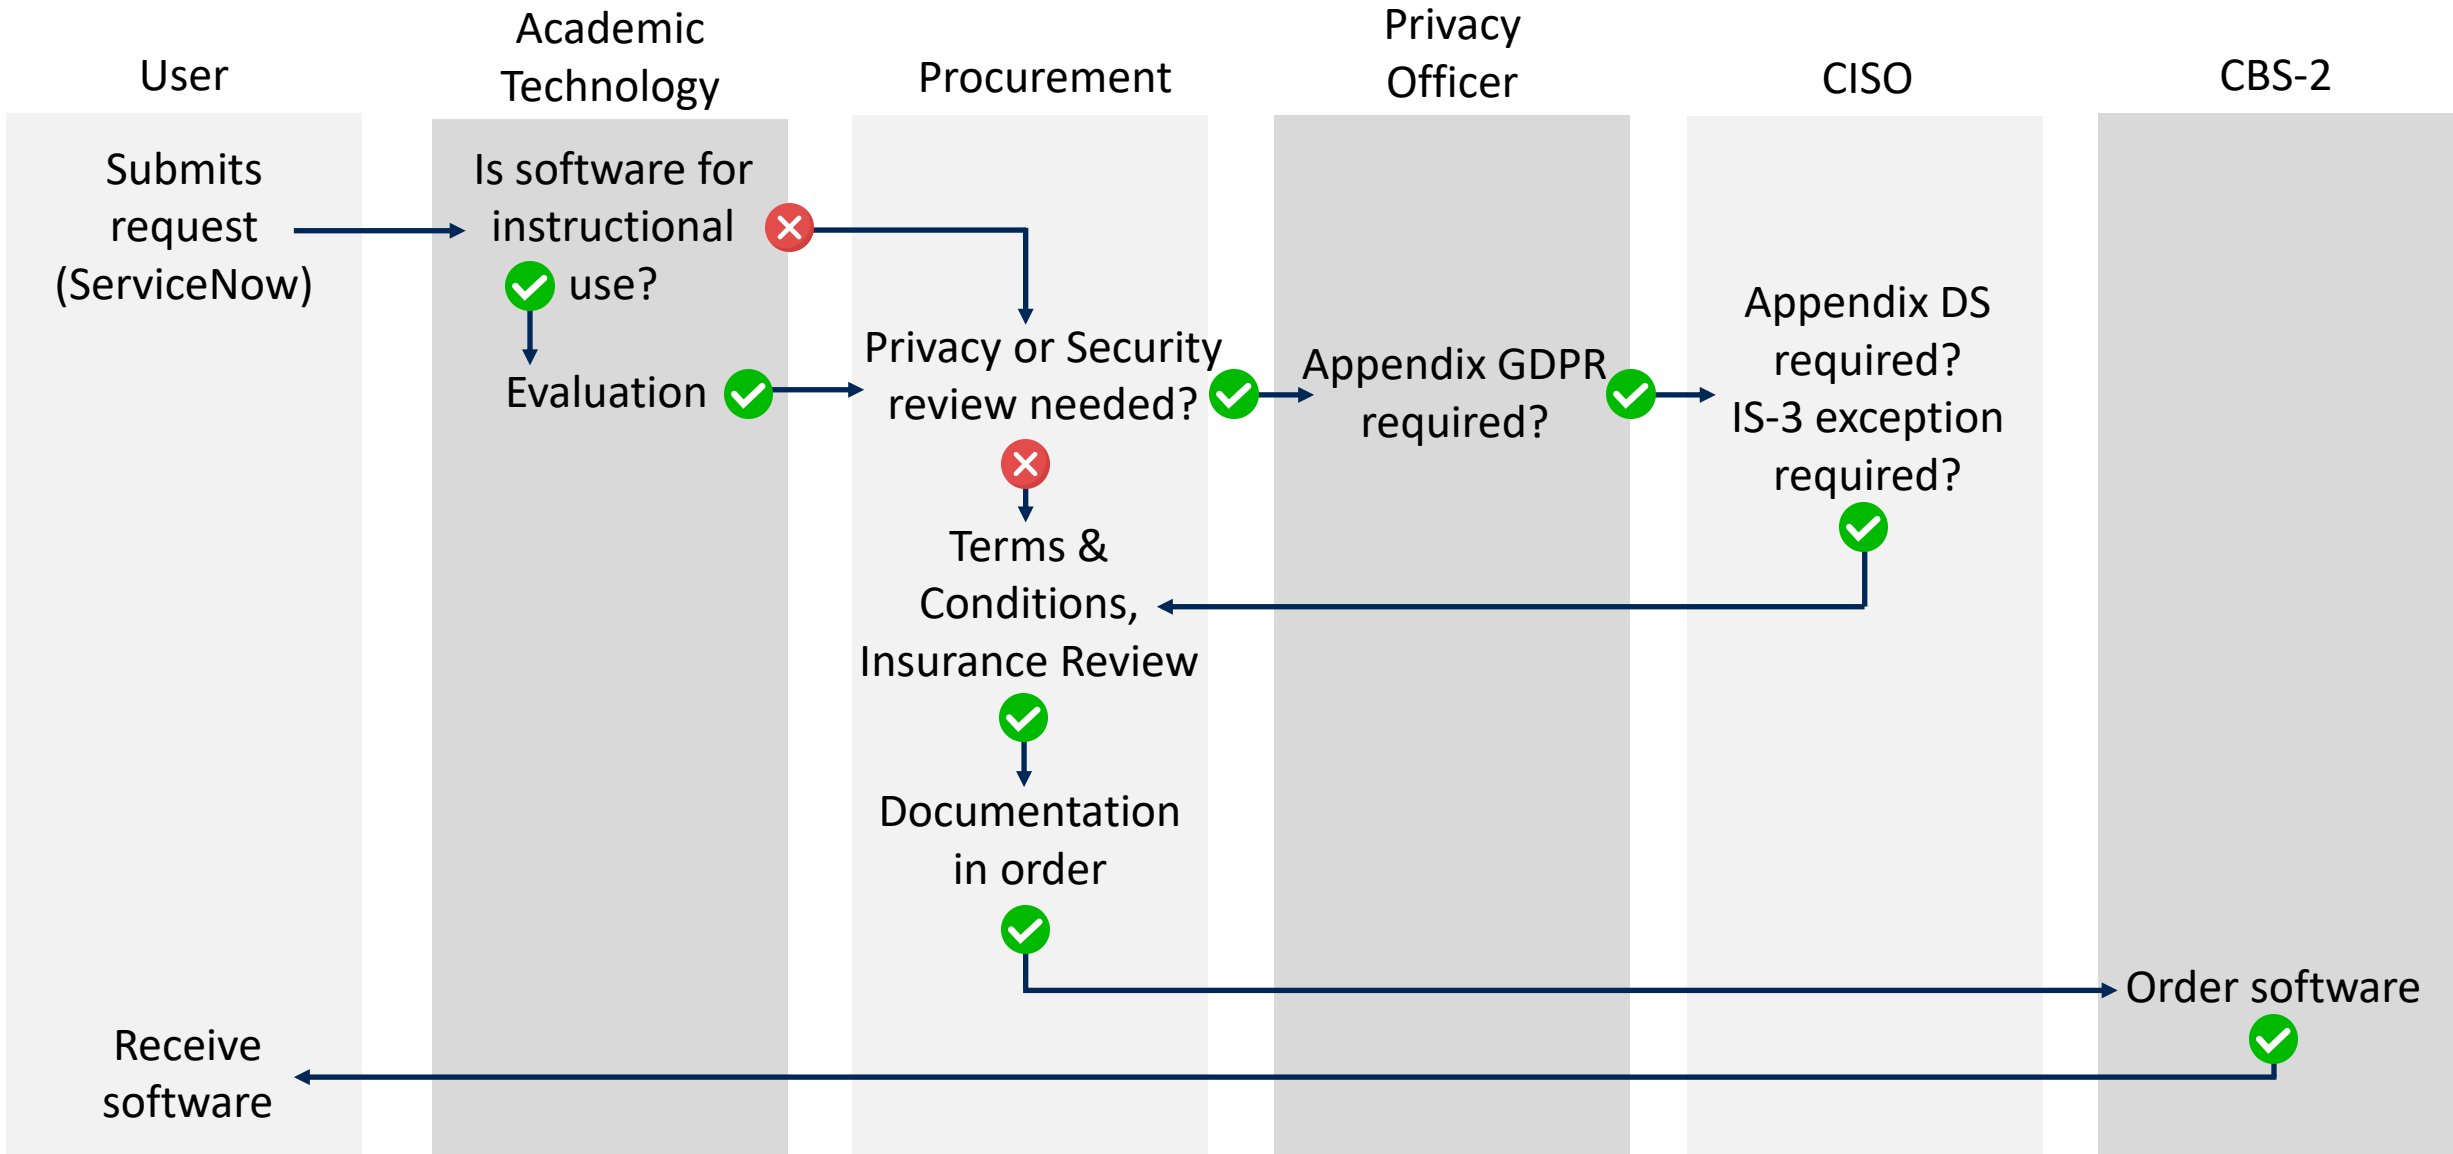 User
Academic
Technology
Procurement
Privacy
Officer
CISO
CBS-2
Submits
request
(ServiceNow)
Is software for
instructional
use?
Evaluation
Privacy or Security
review needed?
Appendix GDPR
required?
Appendix DS
required?
IS-3 exception
required?
Terms &
Conditions,
Insurance Review
Documentation
in order
Order software
Receive
software